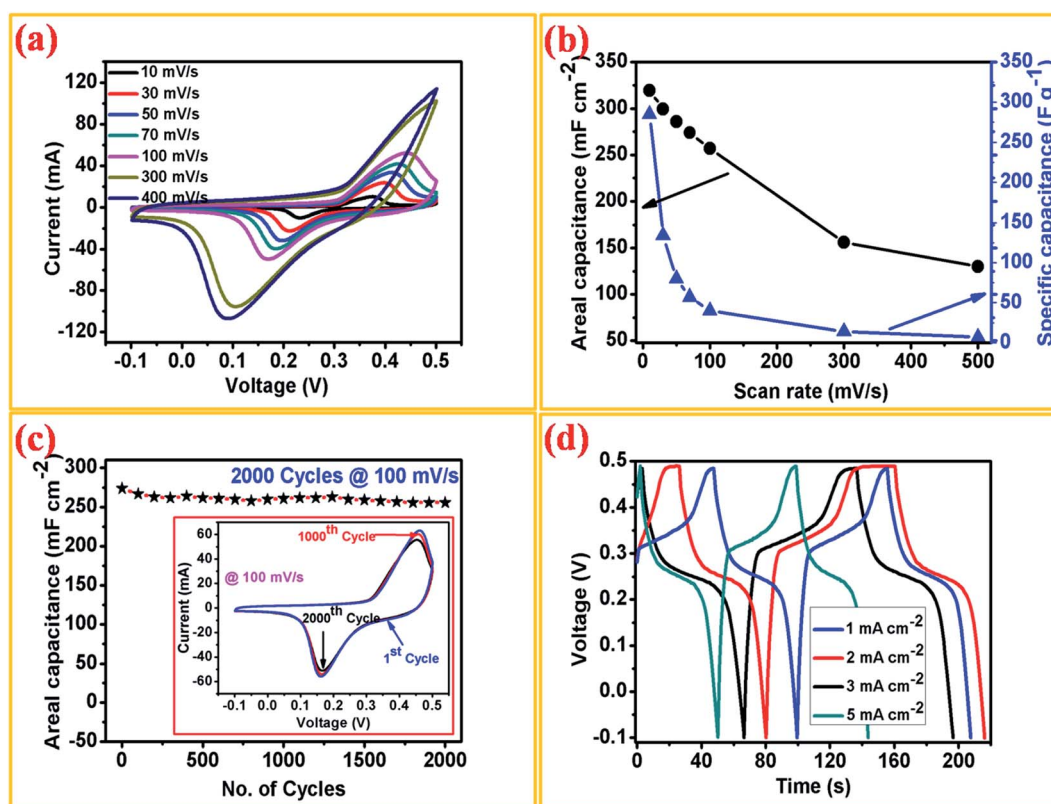 (a)
120
80
40
0
-40
-80
-120
Current (mA)
10 mV/s
30 mV/s
50 mV/s
70 mV/s
100 mV/s
300 mV/s
400 mV/s
-0.1 0.0 0.1 0.2 0.3 0.4 0.5
Voltage (V)
(b)
350
300
250
200
150
100
50
Areal capacitance (mF cm⁻²)
350
300
250
200
150
100
50
0
Specific capacitance (F g⁻¹)
0 100 200 300 400 500
Scan rate (mV/s)
(c)
300
250
200
150
100
50
0
-50
Areal capacitance (mF cm⁻²)
2000 Cycles @ 100 mV/s
60
40
20
0
-20
-40
-60
Current (mA)
1000th Cycle
@ 100 mV/s
2000th Cycle
1st Cycle
-0.1 0.0 0.1 0.2 0.3 0.4 0.5
Voltage (V)
0 500 1000 1500 2000
No. of Cycles
(d)
0.5
0.4
0.3
0.2
0.1
0.0
-0.1
Voltage (V)
1 mA cm⁻²
2 mA cm⁻²
3 mA cm⁻²
5 mA cm⁻²
0 40 80 120 160 200
Time (s)